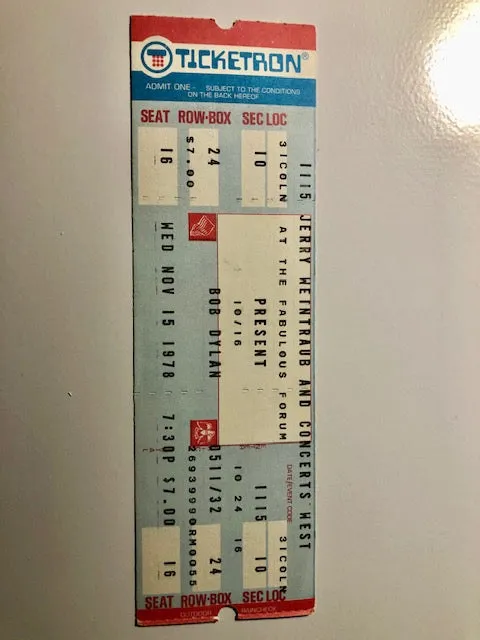 TICKETRON®
ADMIT ONE - SUBJECT TO THE CONDITIONS
ON THE BACK HEREOF
SEAT ROW·BOX SEC LOC
16 24 10 31COLN 1115
$7.00
JERRY WEINTRAUB AND CONCERTS WEST
AT THE FABULOUS FORUM
PRESENT
10/16
BOB DYLAN
WED NOV 15 1978 7:30P $7.00
DATE/EVENT CODE
1115
10 24 16
0511/32
26939990RM0055
16 24 10 31COLN
SEAT ROW·BOX SEC LOC
OUTDOOR RAINCHECK